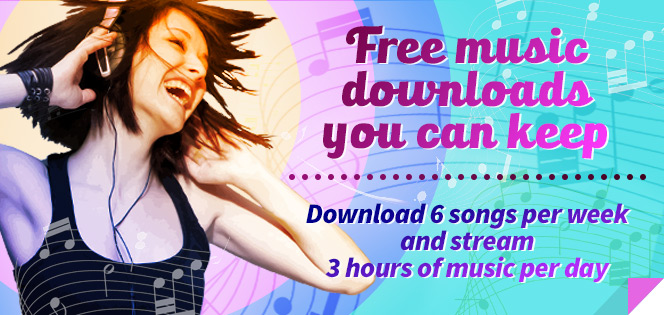 Free music
downloads
you can keep
Download 6 songs per week
and stream
3 hours of music per day